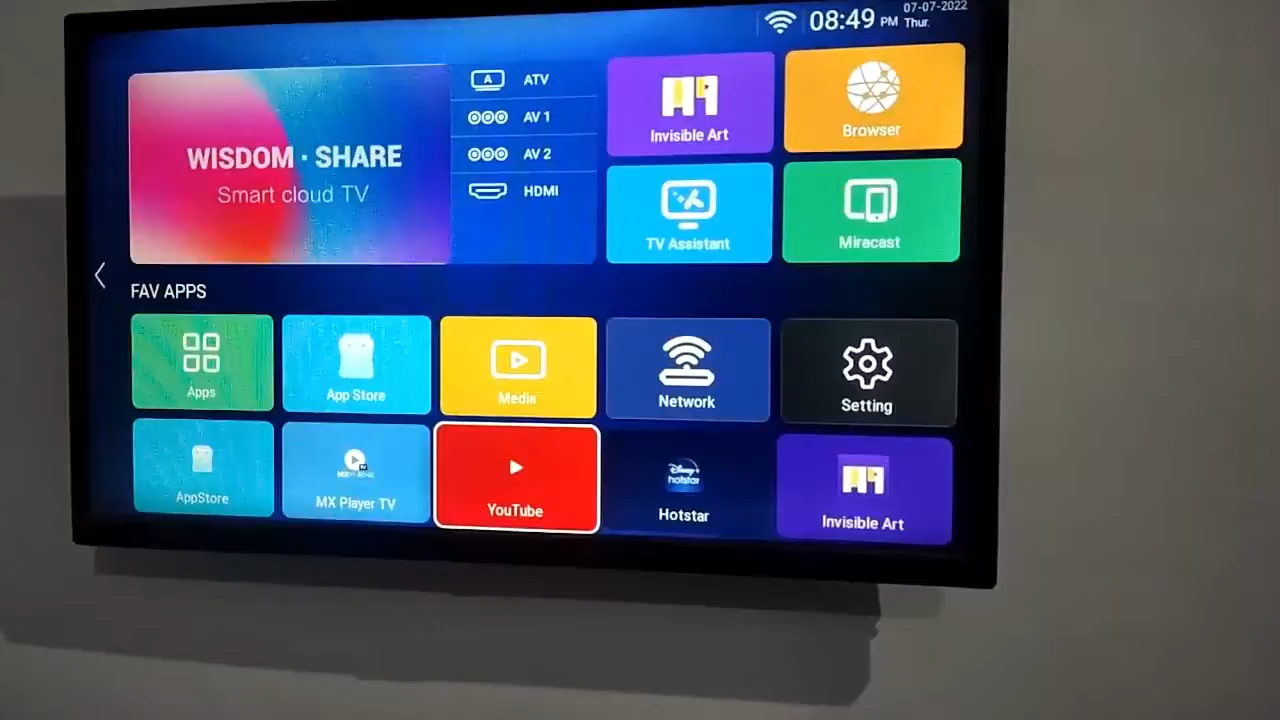 07-07-2022
08:49 PM Thur.
WISDOM · SHARE
Smart cloud TV
A ATV
AV 1
AV 2
HDMI
Invisible Art
Browser
TV Assistant
Miracast
FAV APPS
Apps
App Store
Media
Network
Setting
AppStore
MX Player TV
YouTube
Disney+
hotstar
Hotstar
Invisible Art